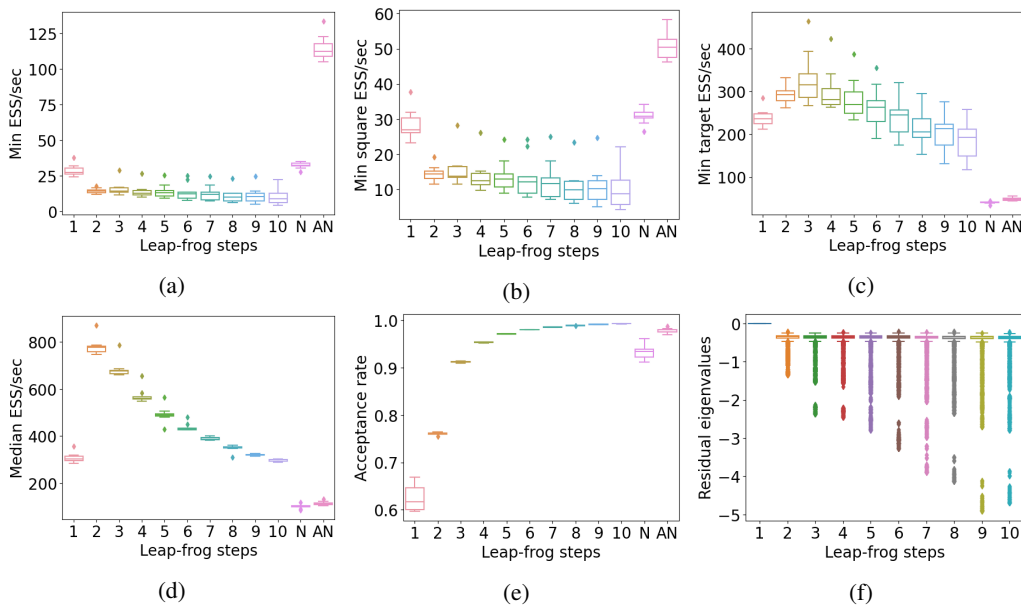 Min ESS/sec
125
100
75
50
25
0
1 2 3 4 5 6 7 8 9 10 N AN
Leap-frog steps
(a)
Min square ESS/sec
60
50
40
30
20
10
1 2 3 4 5 6 7 8 9 10 N AN
Leap-frog steps
(b)
Min target ESS/sec
400
300
200
100
1 2 3 4 5 6 7 8 9 10 N AN
Leap-frog steps
(c)
Median ESS/sec
800
600
400
200
1 2 3 4 5 6 7 8 9 10 N AN
Leap-frog steps
(d)
Acceptance rate
1.0
0.9
0.8
0.7
0.6
1 2 3 4 5 6 7 8 9 10 N AN
Leap-frog steps
(e)
Residual eigenvalues
0
−1
−2
−3
−4
−5
1 2 3 4 5 6 7 8 9 10
Leap-frog steps
(f)